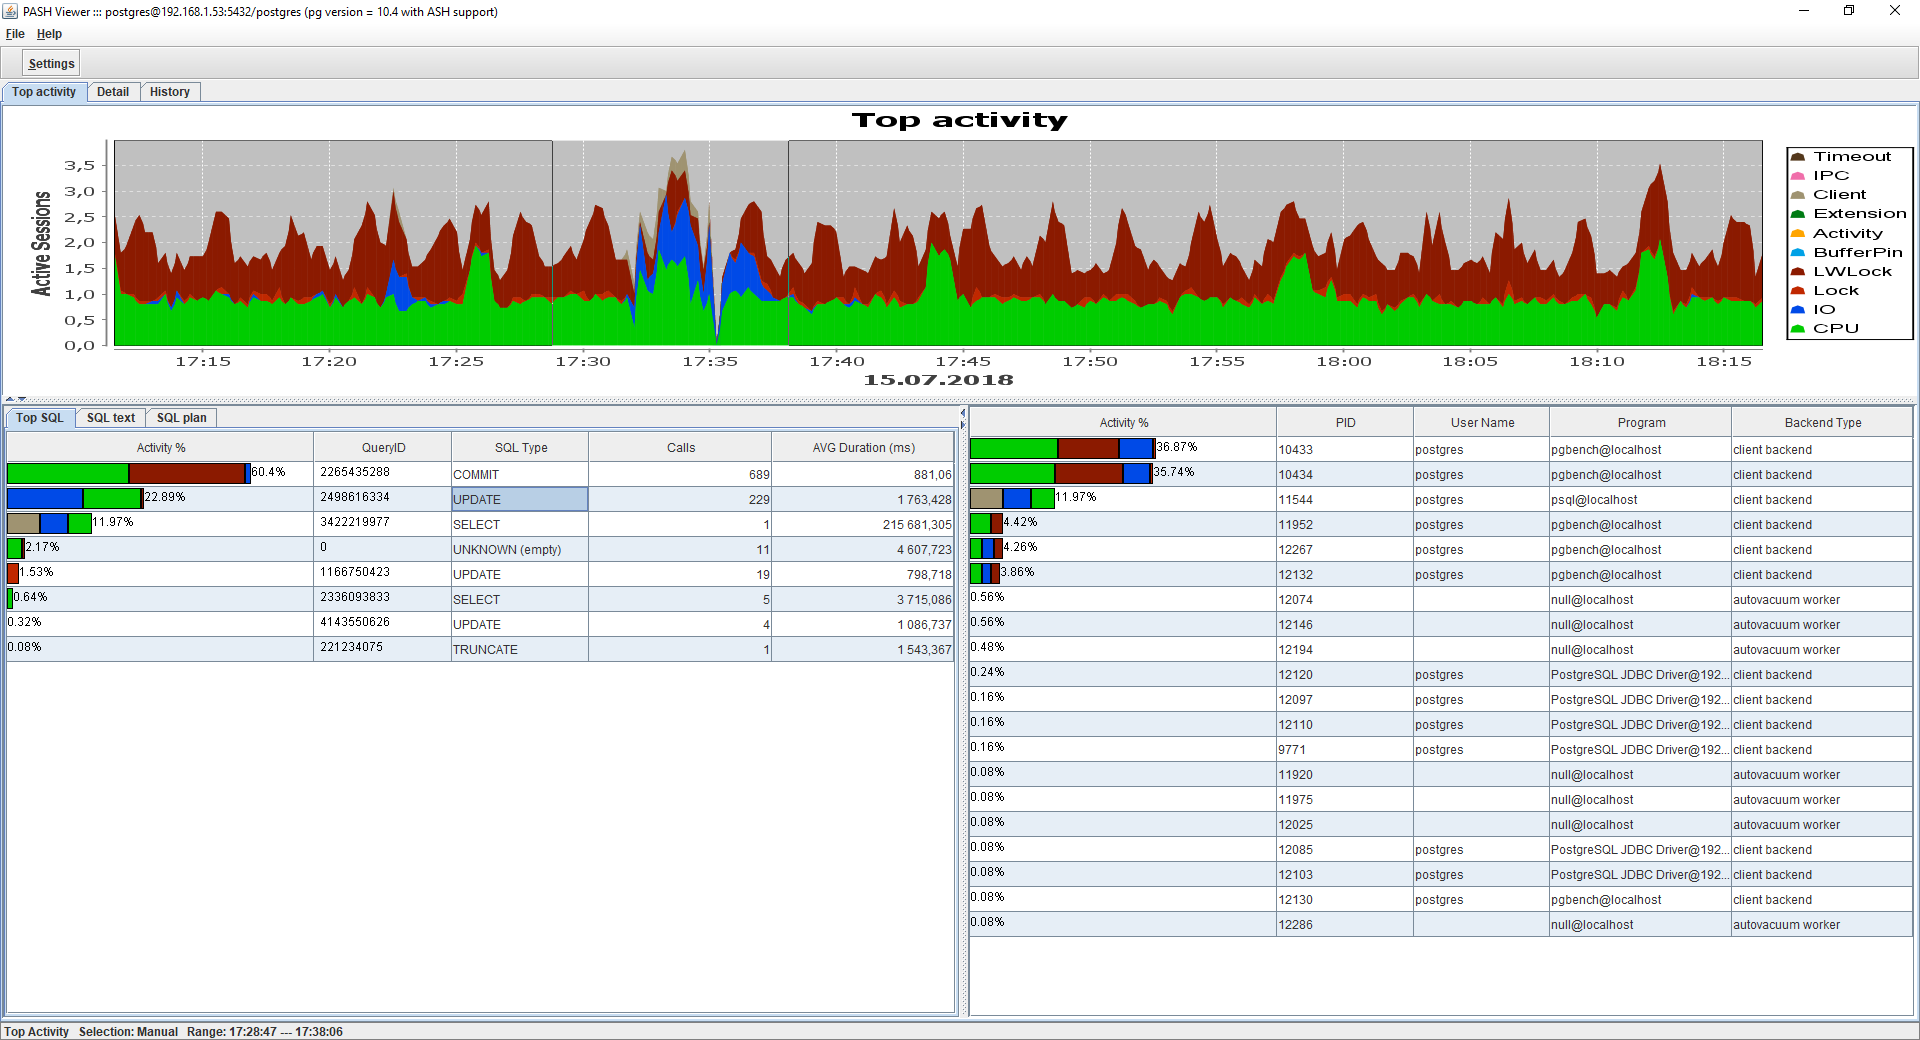 PASH Viewer ::: postgres@192.168.1.53:5432/postgres (pg version = 10.4 with ASH support)
File Help
Settings
Top activity Detail History
Top activity
Active Sessions
3,5
3,0
2,5
2,0
1,5
1,0
0,5
0,0
17:15 17:20 17:25 17:30 17:35 17:40 17:45 17:50 17:55 18:00 18:05 18:10 18:15
15.07.2018
Timeout
IPC
Client
Extension
Activity
BufferPin
LWLock
Lock
IO
CPU
Top SQL SQL text SQL plan
Activity % QueryID SQL Type Calls AVG Duration (ms)
60.4% 2265435288 COMMIT 689 881,06
22.89% 2498616334 UPDATE 229 1 763,428
11.97% 3422219977 SELECT 1 215 681,305
2.17% 0 UNKNOWN (empty) 11 4 607,723
1.53% 1166750423 UPDATE 19 798,718
0.64% 2336093833 SELECT 5 3 715,086
0.32% 4143550626 UPDATE 4 1 086,737
0.08% 221234075 TRUNCATE 1 1 543,367
Activity % PID User Name Program Backend Type
36.87% 10433 postgres pgbench@localhost client backend
35.74% 10434 postgres pgbench@localhost client backend
11.97% 11544 postgres psql@localhost client backend
4.42% 11952 postgres pgbench@localhost client backend
4.26% 12267 postgres pgbench@localhost client backend
3.86% 12132 postgres pgbench@localhost client backend
0.56% 12074 null@localhost autovacuum worker
0.56% 12146 null@localhost autovacuum worker
0.48% 12194 null@localhost autovacuum worker
0.24% 12120 postgres PostgreSQL JDBC Driver@192... client backend
0.16% 12097 postgres PostgreSQL JDBC Driver@192... client backend
0.16% 12110 postgres PostgreSQL JDBC Driver@192... client backend
0.16% 9771 postgres PostgreSQL JDBC Driver@192... client backend
0.08% 11920 null@localhost autovacuum worker
0.08% 11975 null@localhost autovacuum worker
0.08% 12025 null@localhost autovacuum worker
0.08% 12085 postgres PostgreSQL JDBC Driver@192... client backend
0.08% 12103 postgres PostgreSQL JDBC Driver@192... client backend
0.08% 12130 postgres pgbench@localhost client backend
0.08% 12286 null@localhost autovacuum worker
Top Activity Selection: Manual Range: 17:28:47 --- 17:38:06